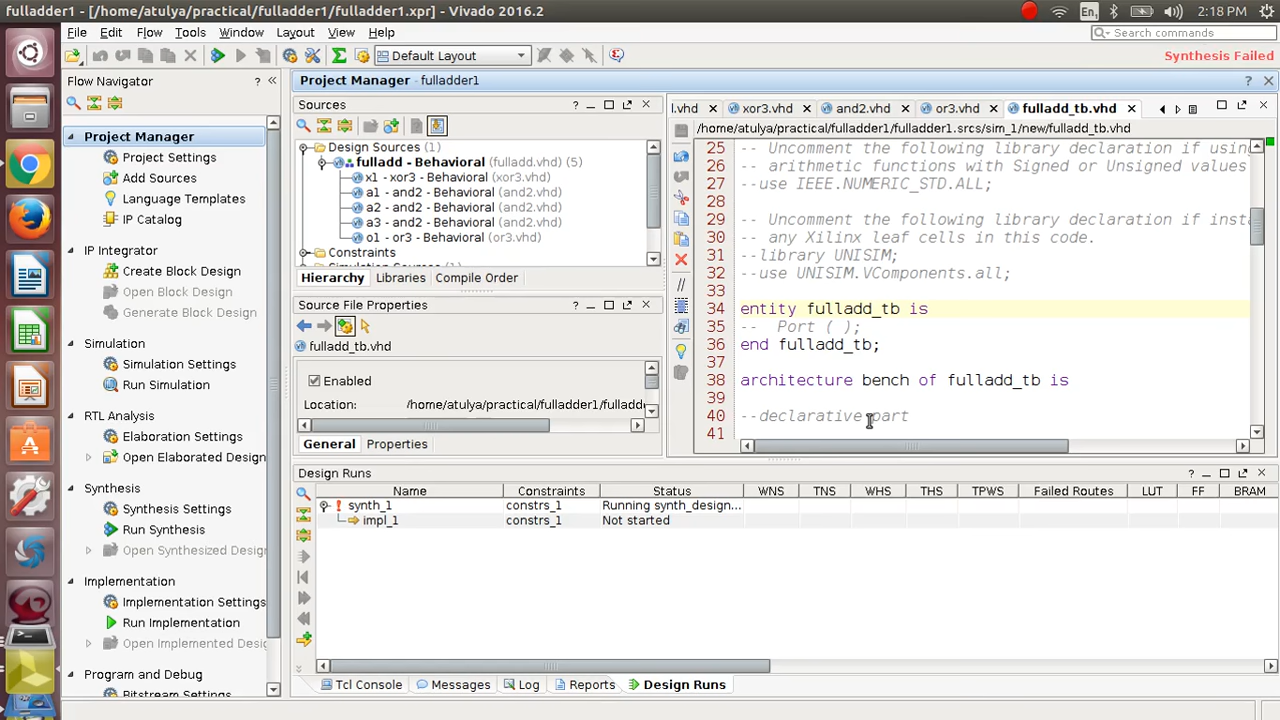 fulladder1 - [/home/atulya/practical/fulladder1/fulladder1.xpr] - Vivado 2016.2
En
2:18 PM
File Edit Flow Tools Window Layout View Help
Search commands
Default Layout
Synthesis Failed
Flow Navigator
Project Manager
Project Settings
Add Sources
Language Templates
IP Catalog
IP Integrator
Create Block Design
Open Block Design
Generate Block Design
Simulation
Simulation Settings
Run Simulation
RTL Analysis
Elaboration Settings
Open Elaborated Design
Synthesis
Synthesis Settings
Run Synthesis
Open Synthesized Design
Implementation
Implementation Settings
Run Implementation
Open Implemented Desig
Program and Debug
Bitstream Settings
Project Manager - fulladder1
Sources
Design Sources (1)
fulladd - Behavioral (fulladd.vhd) (5)
x1 - xor3 - Behavioral (xor3.vhd)
a1 - and2 - Behavioral (and2.vhd)
a2 - and2 - Behavioral (and2.vhd)
a3 - and2 - Behavioral (and2.vhd)
o1 - or3 - Behavioral (or3.vhd)
Constraints
Hierarchy Libraries Compile Order
Source File Properties
fulladd_tb.vhd
Enabled
Location: /home/atulya/practical/fulladder1/fulladd
General Properties
l.vhd xor3.vhd and2.vhd or3.vhd fulladd_tb.vhd
/home/atulya/practical/fulladder1/fulladder1.srcs/sim_1/new/fulladd_tb.vhd
25 -- Uncomment the following library declaration if using
26 -- arithmetic functions with Signed or Unsigned values
27 --use IEEE.NUMERIC_STD.ALL;
28
29 -- Uncomment the following library declaration if insta
30 -- any Xilinx leaf cells in this code.
31 --library UNISIM;
32 --use UNISIM.VComponents.all;
33
34 entity fulladd_tb is
35 --  Port ( );
36 end fulladd_tb;
37
38 architecture bench of fulladd_tb is
39
40 --declarative part
41
Design Runs
Name Constraints Status WNS TNS WHS THS TPWS Failed Routes LUT FF BRAM
synth_1 constrs_1 Running synth_design...
impl_1 constrs_1 Not started
Tcl Console Messages Log Reports Design Runs